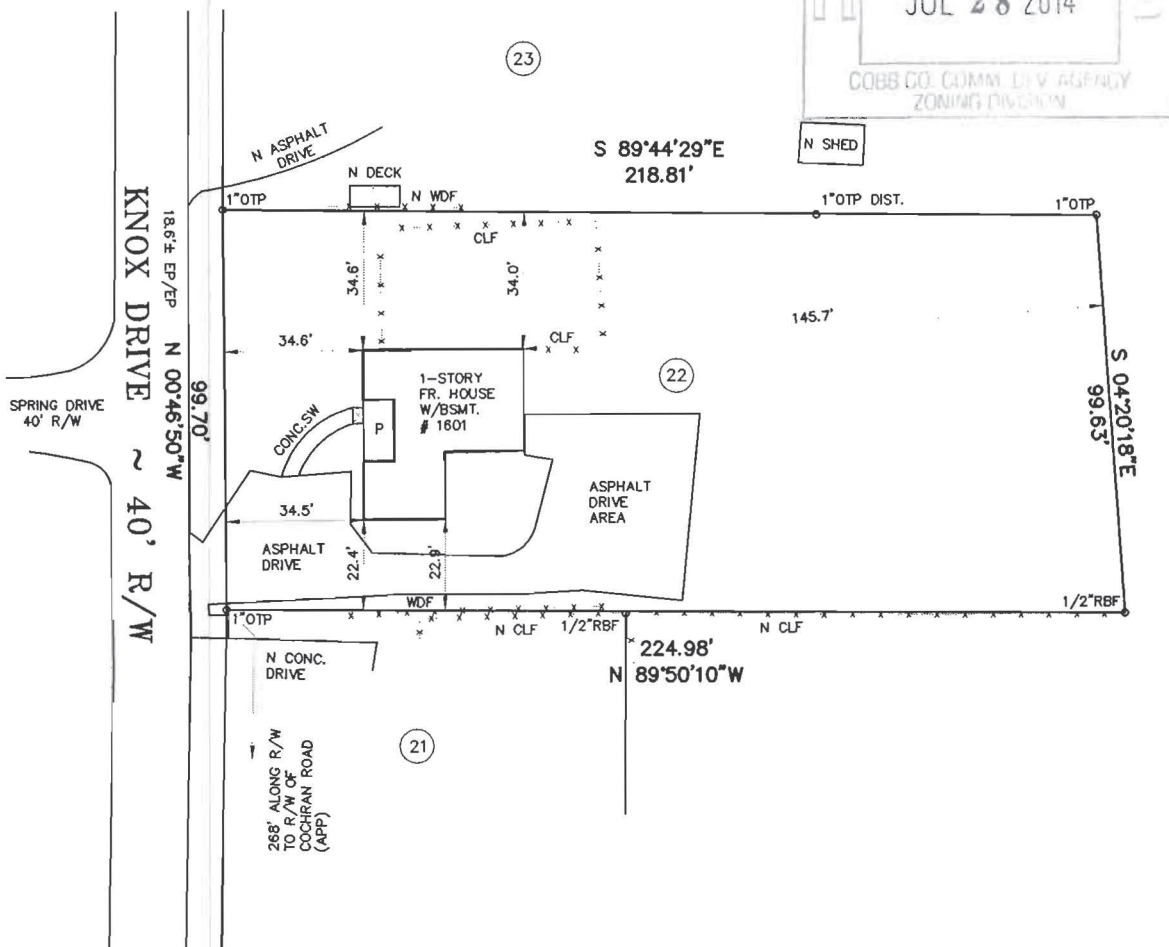 JUL 28 2014
COBB CO. COMM. DEV. AGENCY
ZONING DIVISION
23
N ASPHALT
DRIVE
N DECK
N WDF
S 89°44'29"E
218.81'
N SHED
1"OTP
1"OTP DIST.
1"OTP
CLF
34.6'
34.0'
34.6'
CLF
145.7'
KNOX DRIVE ~ 40' R/W
18.6'± EP/EP
N 00°46'50"W
99.70'
SPRING DRIVE
40' R/W
CONC.SW
P
1-STORY
FR. HOUSE
W/BSMT.
# 1601
22
S 04°20'18"E
99.63'
34.5'
ASPHALT
DRIVE
22.4'
22.9'
ASPHALT
DRIVE
AREA
1"OTP
WDF
N CLF
1/2"RBF
N CLF
1/2"RBF
224.98'
N 89°50'10"W
N CONC.
DRIVE
21
268' ALONG R/W
TO R/W OF
COCHRAN ROAD
(APP)